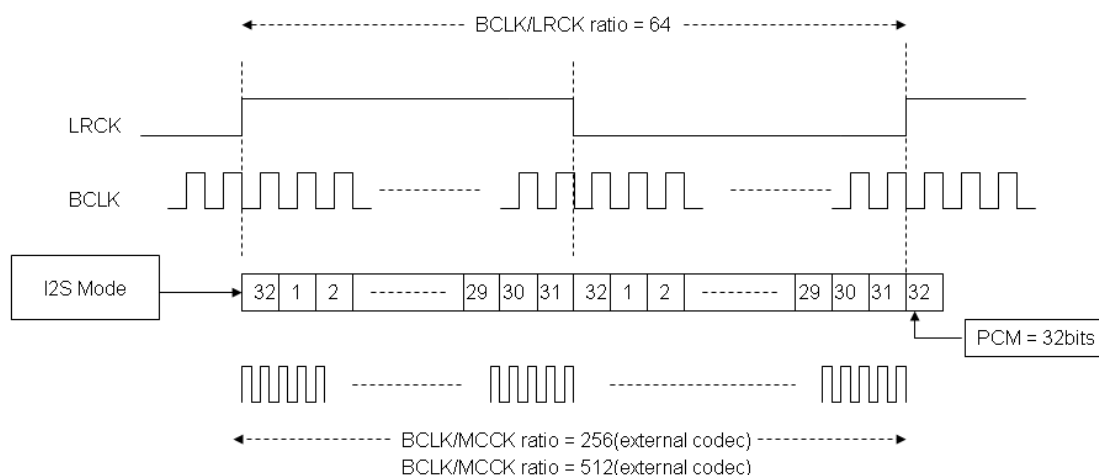 BCLK/LRCK ratio = 64
LRCK
BCLK
I2S Mode
32 1 2 29 30 31 32 1 2 29 30 31 32
PCM = 32bits
BCLK/MCCK ratio = 256(external codec)
BCLK/MCCK ratio = 512(external codec)